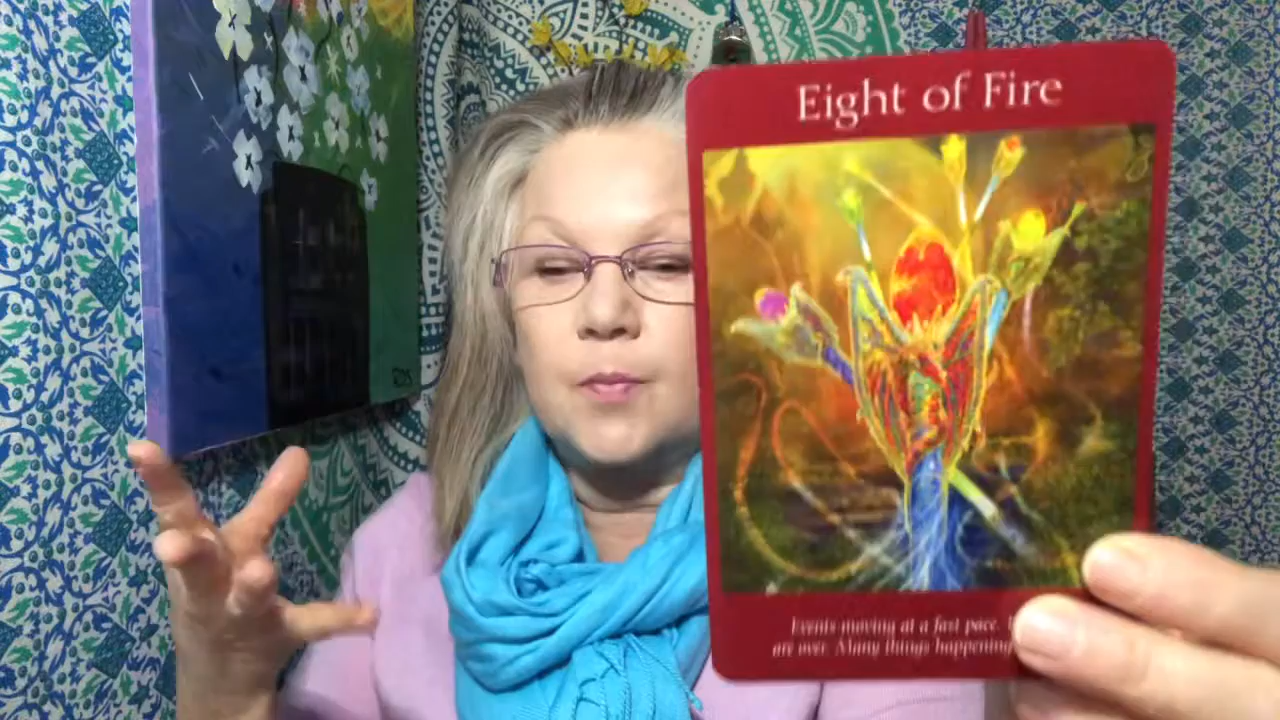 Eight of Fire
Events moving at a fast pace.
are over. Many things happening